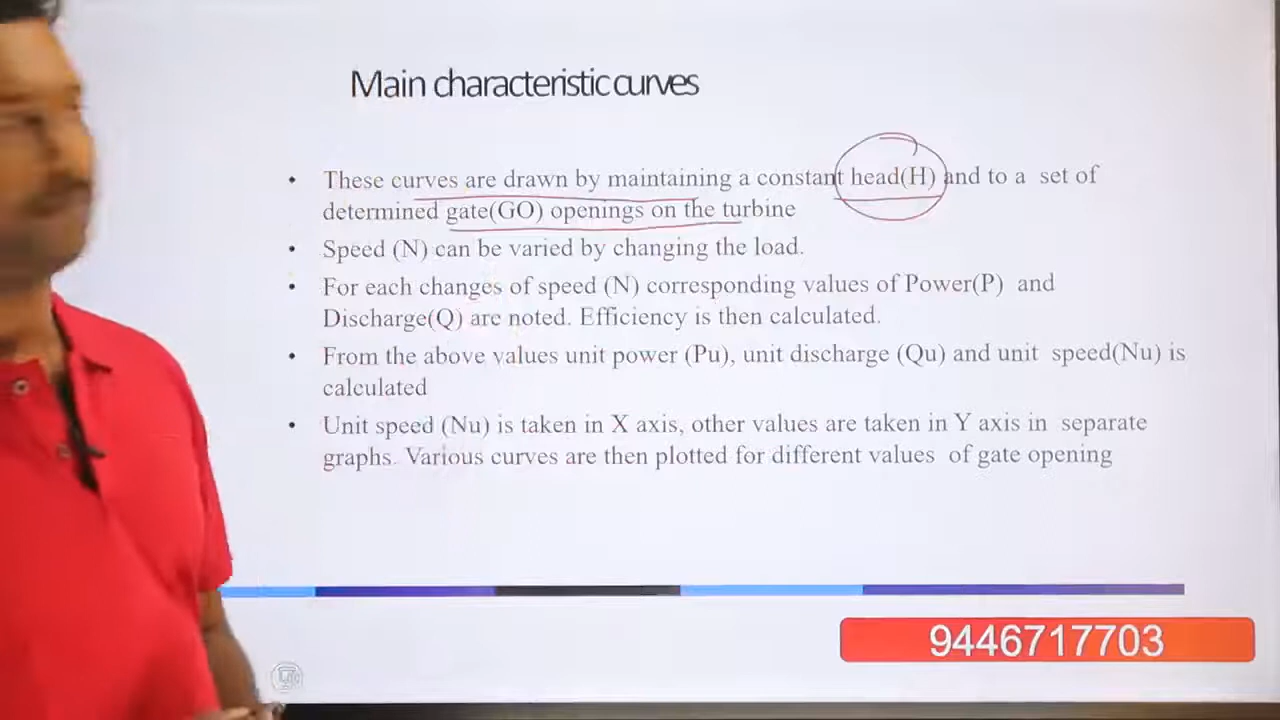 Main characteristic curves
• These curves are drawn by maintaining a constant head(H) and to a set of
determined gate(GO) openings on the turbine
• Speed (N) can be varied by changing the load.
• For each changes of speed (N) corresponding values of Power(P) and
Discharge(Q) are noted. Efficiency is then calculated.
• From the above values unit power (Pu), unit discharge (Qu) and unit speed(Nu) is
calculated
• Unit speed (Nu) is taken in X axis, other values are taken in Y axis in separate
graphs. Various curves are then plotted for different values of gate opening
9446717703